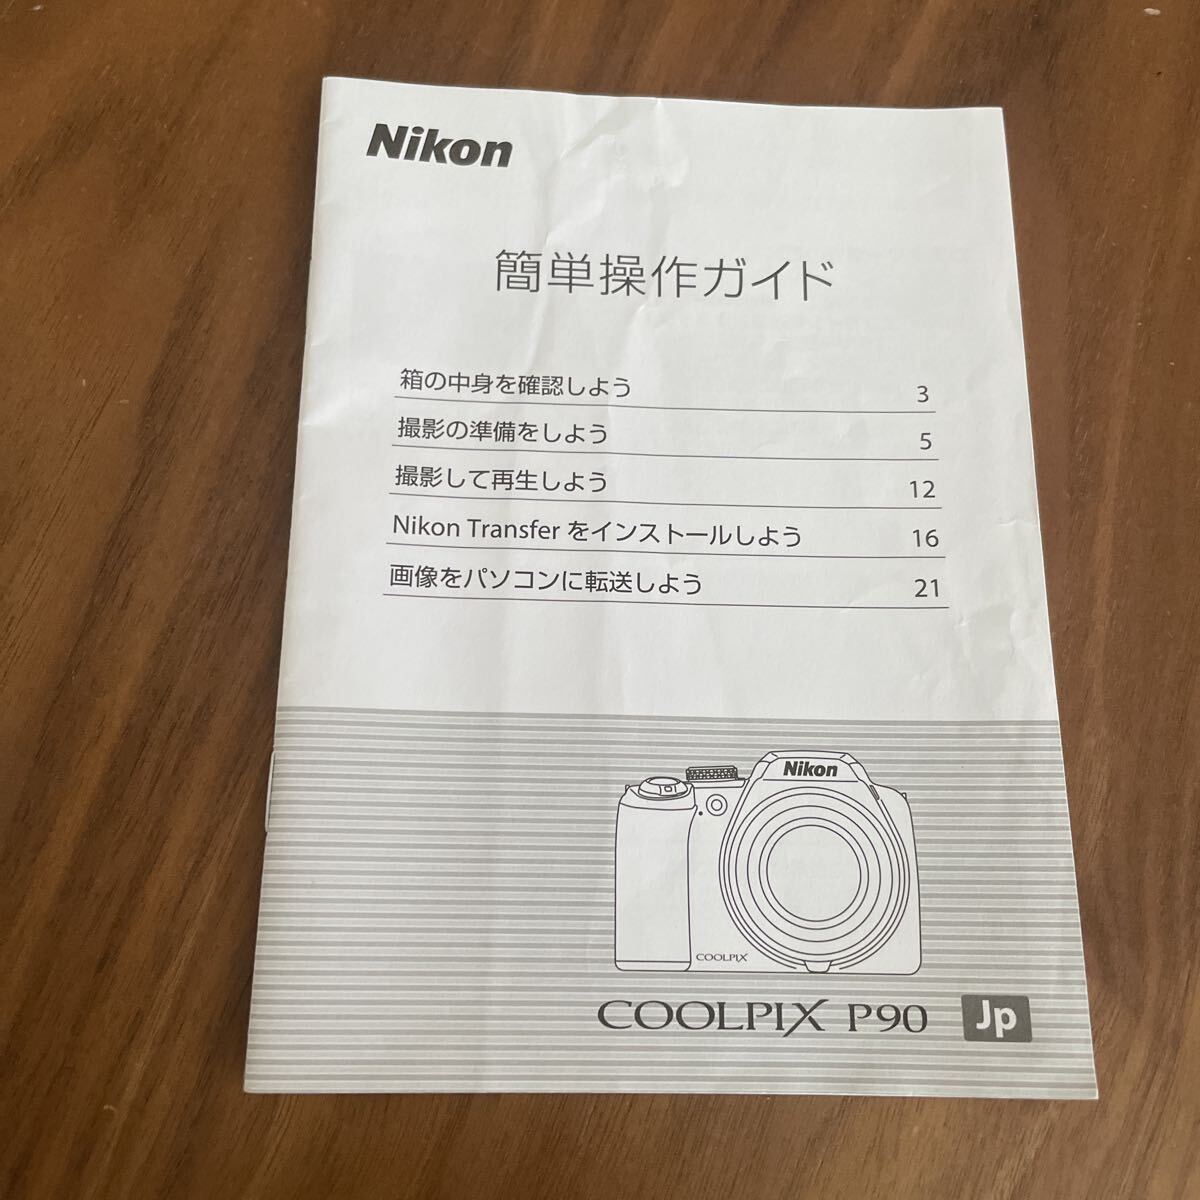 Nikon
簡単操作ガイド
箱の中身を確認しよう 3
撮影の準備をしよう 5
撮影して再生しよう 12
Nikon Transfer をインストールしよう 16
画像をパソコンに転送しよう 21
Nikon
COOLPIX
COOLPIX P90 Jp